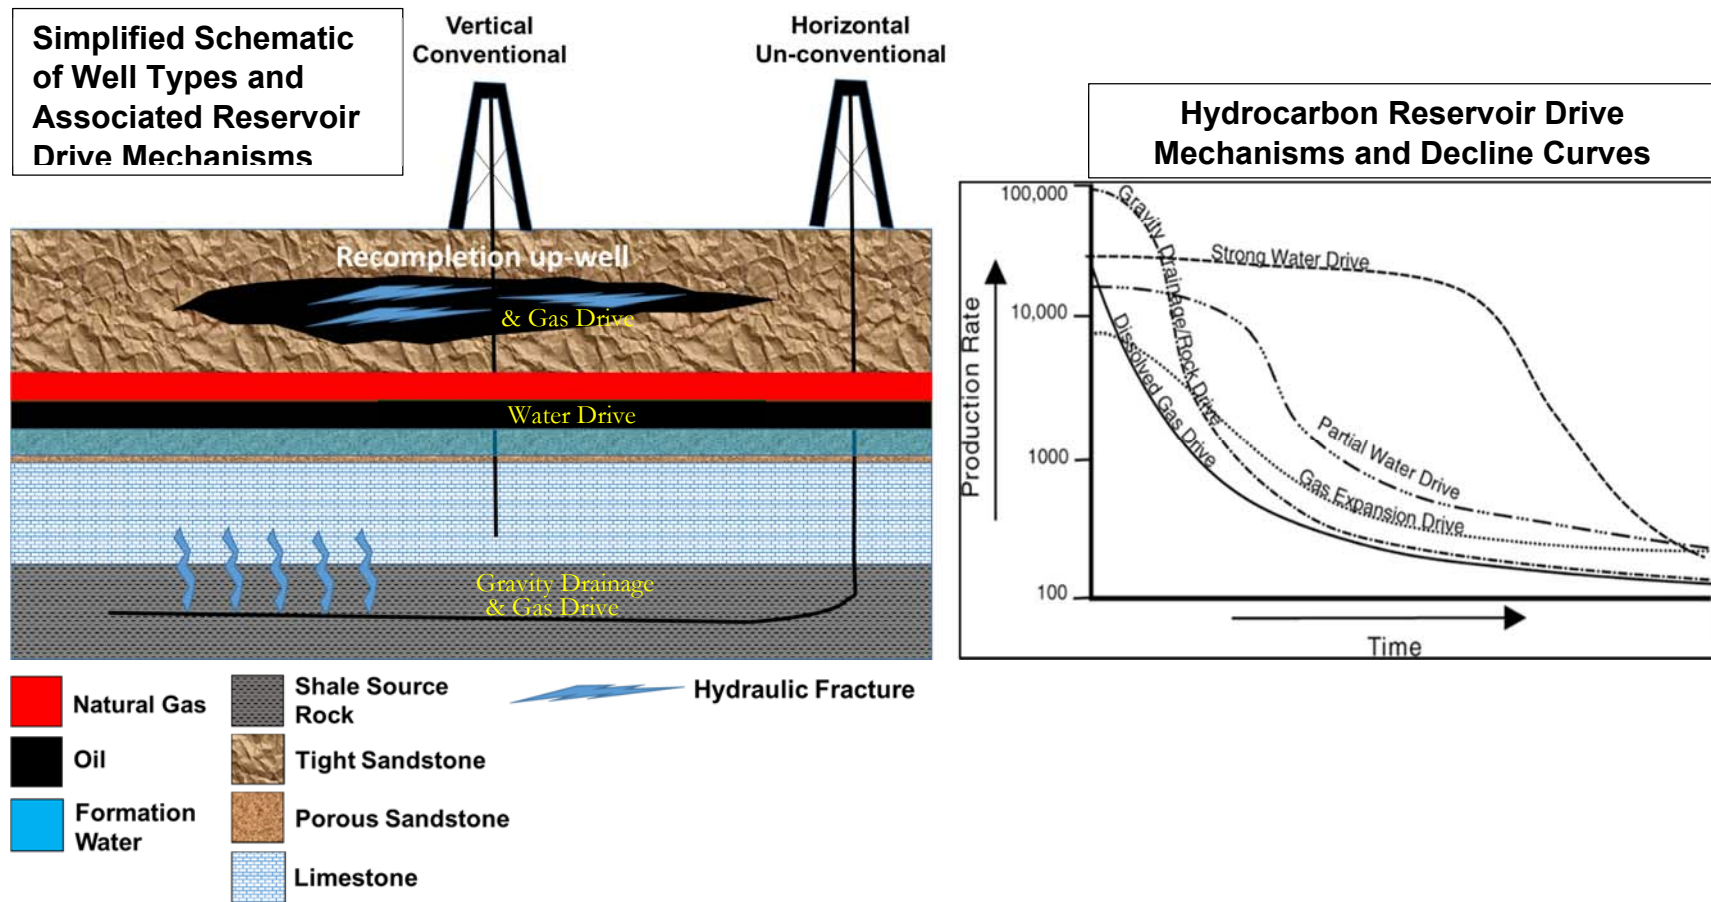 Simplified Schematic
of Well Types and
Associated Reservoir
Drive Mechanisms
Vertical
Conventional
Horizontal
Un-conventional
Recompletion up-well
& Gas Drive
Water Drive
Gravity Drainage
& Gas Drive
Natural Gas
Oil
Formation
Water
Shale Source
Rock
Tight Sandstone
Porous Sandstone
Limestone
Hydraulic Fracture
Hydrocarbon Reservoir Drive
Mechanisms and Decline Curves
Production Rate
100,000
10,000
1000
100
Gravity Drainage/Rock Drive
Strong Water Drive
Dissolved Gas Drive
Partial Water Drive
Gas Expansion Drive
Time